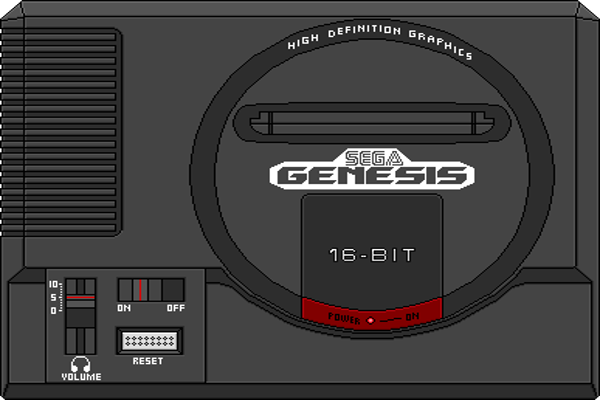 HIGH DEFINITION GRAPHICS
SEGA
GENESIS
16-BIT
10
5
0
ON OFF
POWER ON
RESET
VOLUME